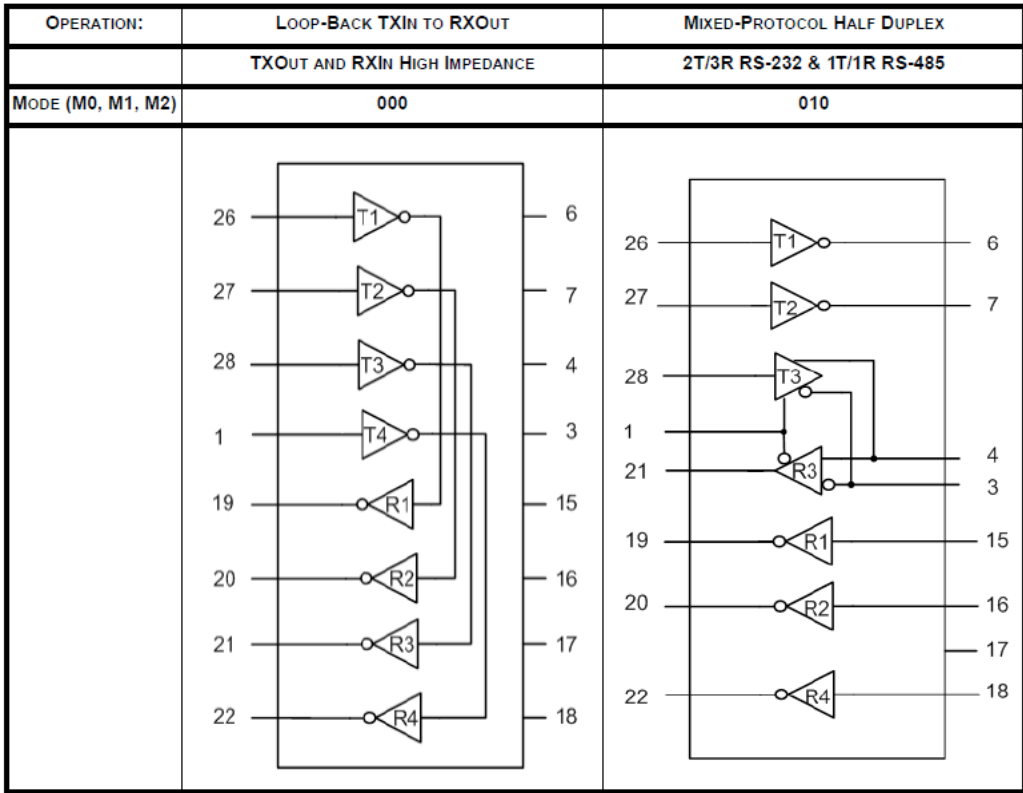 OPERATION: LOOP-BACK TXIN TO RXOUT MIXED-PROTOCOL HALF DUPLEX
TXOUT AND RXIN HIGH IMPEDANCE 2T/3R RS-232 & 1T/1R RS-485
MODE (M0, M1, M2) 000 010
26 T1 6
27 T2 7
28 T3 4
1 T4 3
19 R1 15
20 R2 16
21 R3 17
22 R4 18
26 T1 6
27 T2 7
28 T3
1
21 R3 4
3
19 R1 15
20 R2 16
17
22 R4 18